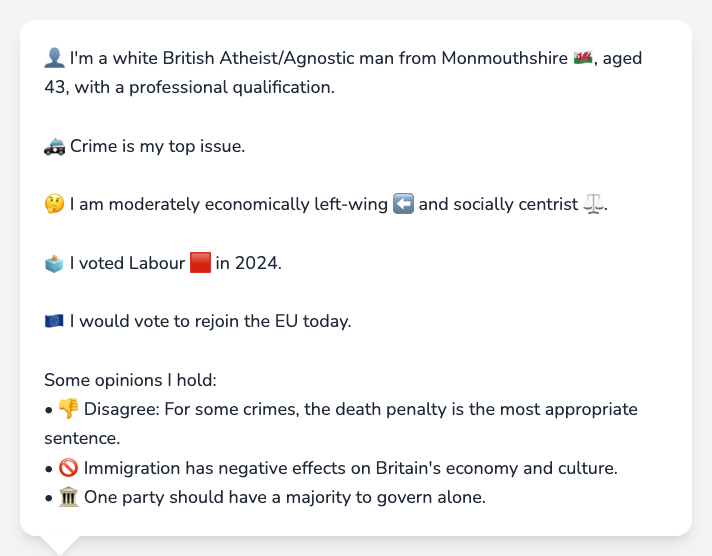 👤 I'm a white British Atheist/Agnostic man from Monmouthshire 🏴󠁧󠁢󠁷󠁬󠁳󠁿, aged
43, with a professional qualification.
🚓 Crime is my top issue.
🤔 I am moderately economically left-wing ⬅️ and socially centrist ⚖️.
🗳️ I voted Labour 🟥 in 2024.
🇪🇺 I would vote to rejoin the EU today.
Some opinions I hold:
• 👎 Disagree: For some crimes, the death penalty is the most appropriate
sentence.
• 🚫 Immigration has negative effects on Britain's economy and culture.
• 🏛️ One party should have a majority to govern alone.